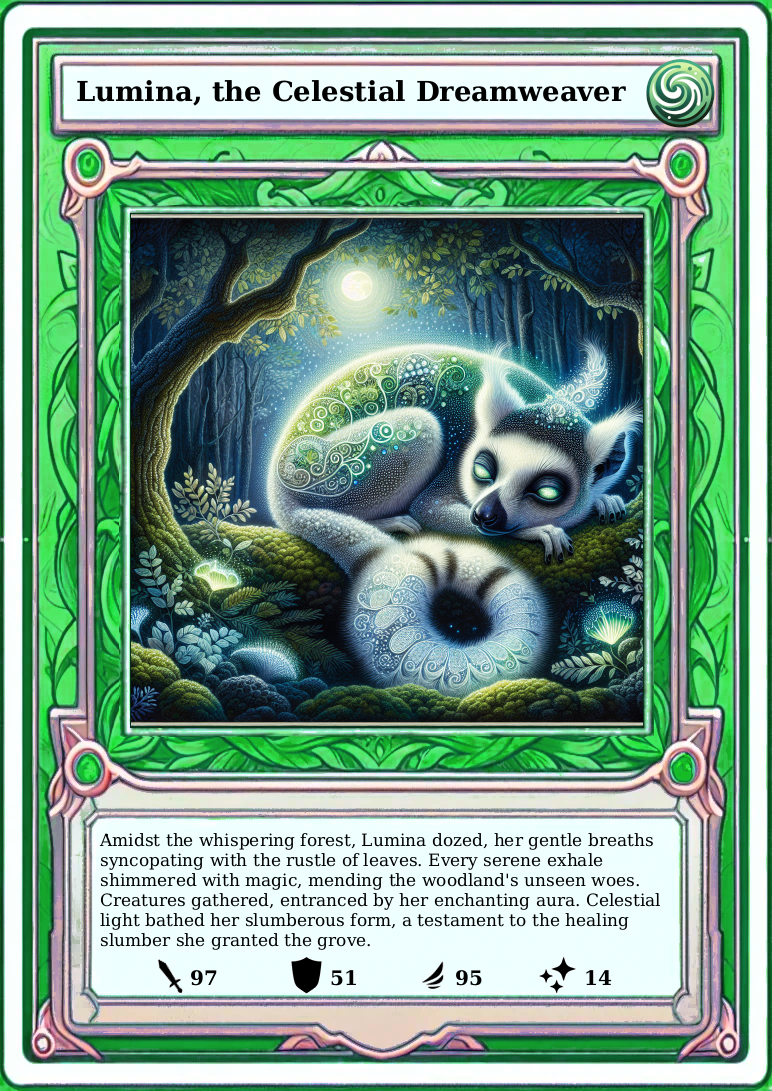 Lumina, the Celestial Dreamweaver
Amidst the whispering forest, Lumina dozed, her gentle breaths
syncopating with the rustle of leaves. Every serene exhale
shimmered with magic, mending the woodland's unseen woes.
Creatures gathered, entranced by her enchanting aura. Celestial
light bathed her slumberous form, a testament to the healing
slumber she granted the grove.
97 51 95 14